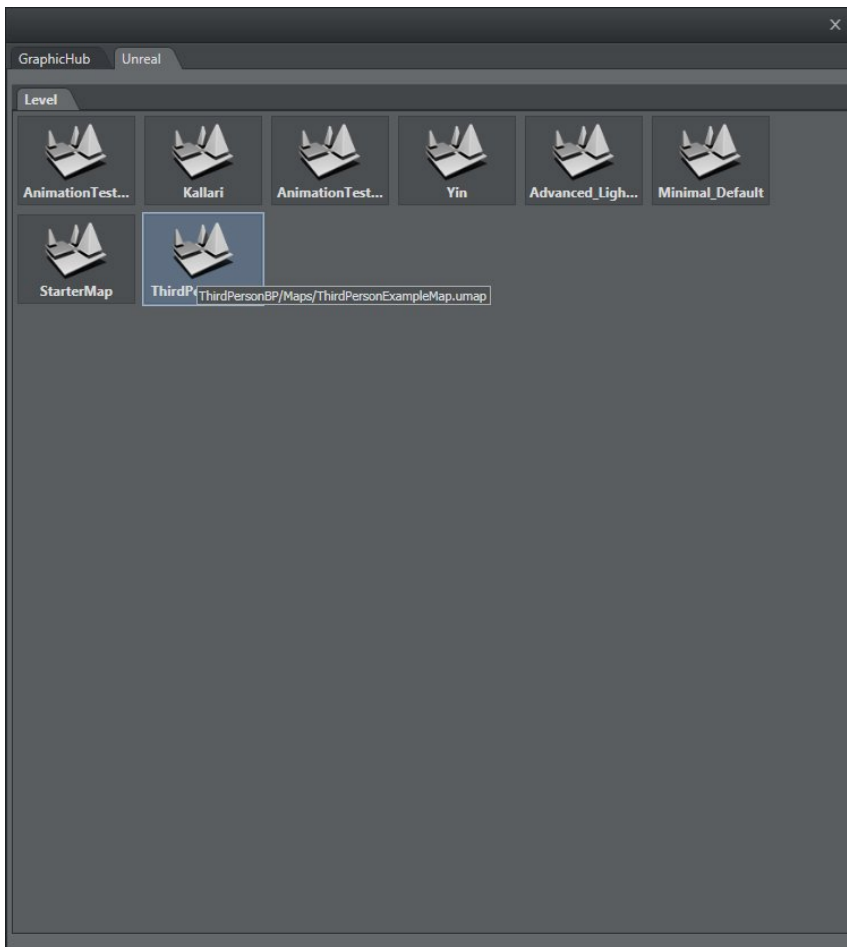 GraphicHub Unreal
Level
AnimationTest... Kallari AnimationTest... Yin Advanced_Ligh... Minimal_Default
StarterMap ThirdP
ThirdPersonBP/Maps/ThirdPersonExampleMap.umap